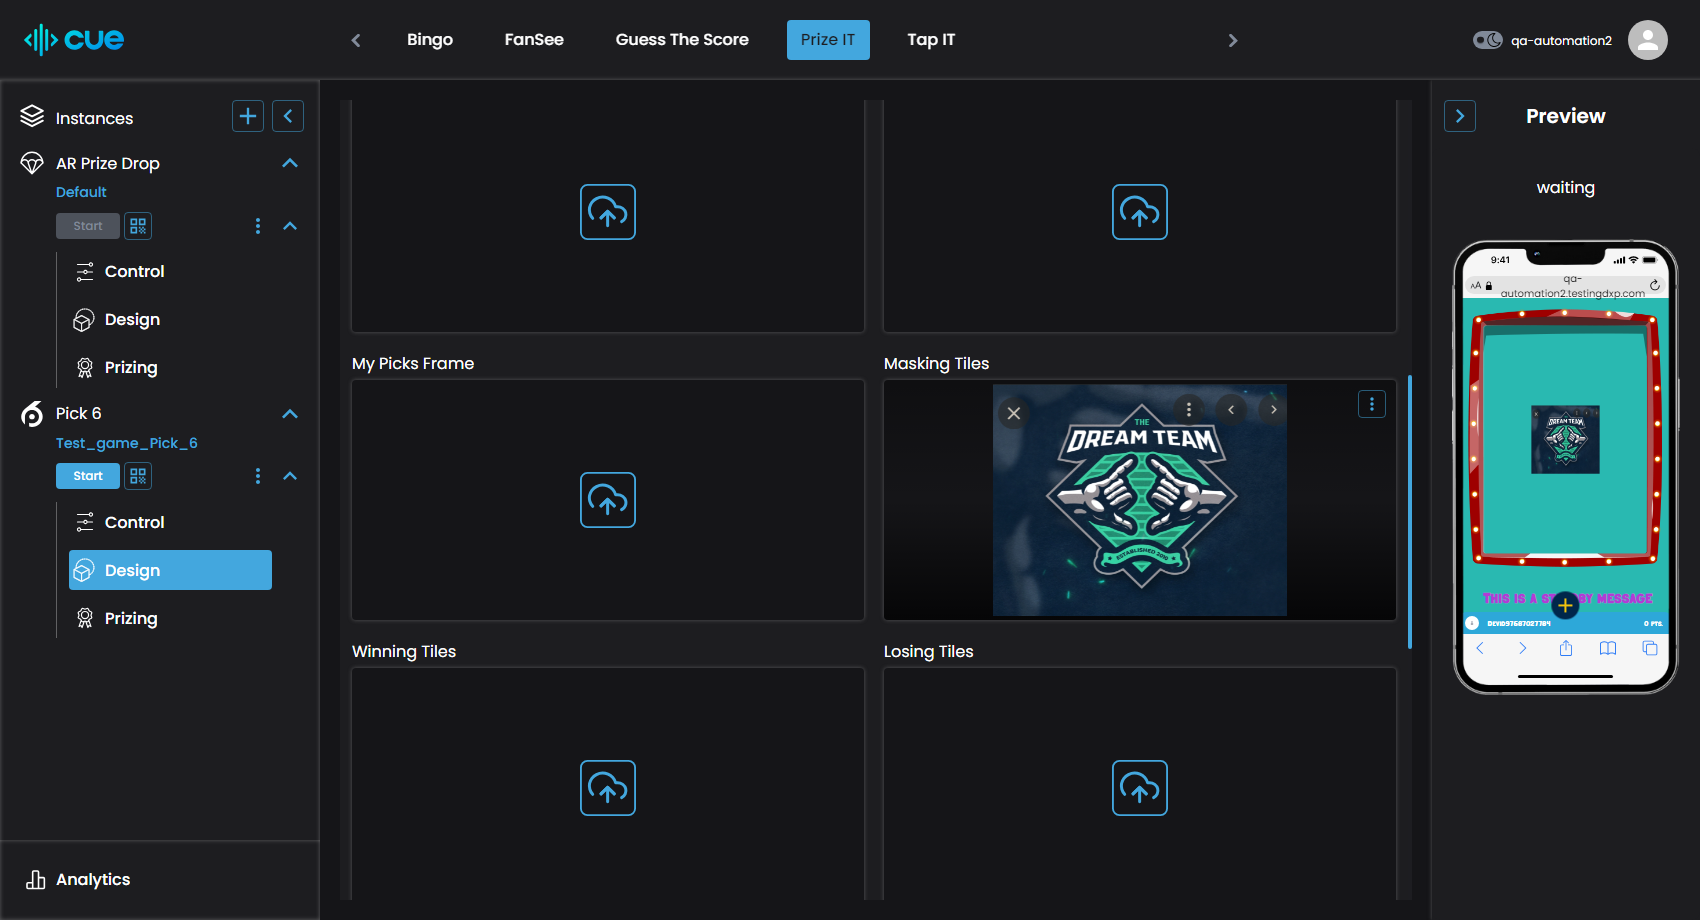 cue
Bingo
FanSee
Guess The Score
Prize IT
Tap IT
qa-automation2
Instances
AR Prize Drop
Default
Start
Control
Design
Prizing
Pick 6
Test_game_Pick_6
Start
Control
Design
Prizing
Analytics
My Picks Frame
Masking Tiles
THE
DREAM TEAM
ESTABLISHED 2019
Winning Tiles
Losing Tiles
Preview
waiting
9:41
AA
qa-
automation2.testingdxp.com
DREAM TEAM
THIS IS A ST BY MESSAGE
DEVID97687027784
0 PTS.